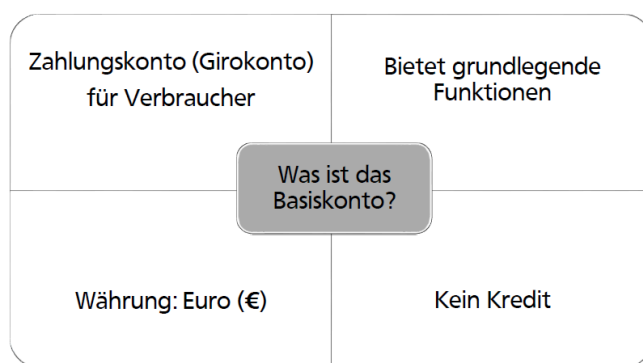 Zahlungskonto (Girokonto)
für Verbraucher
Bietet grundlegende
Funktionen
Was ist das
Basiskonto?
Währung: Euro (€)
Kein Kredit